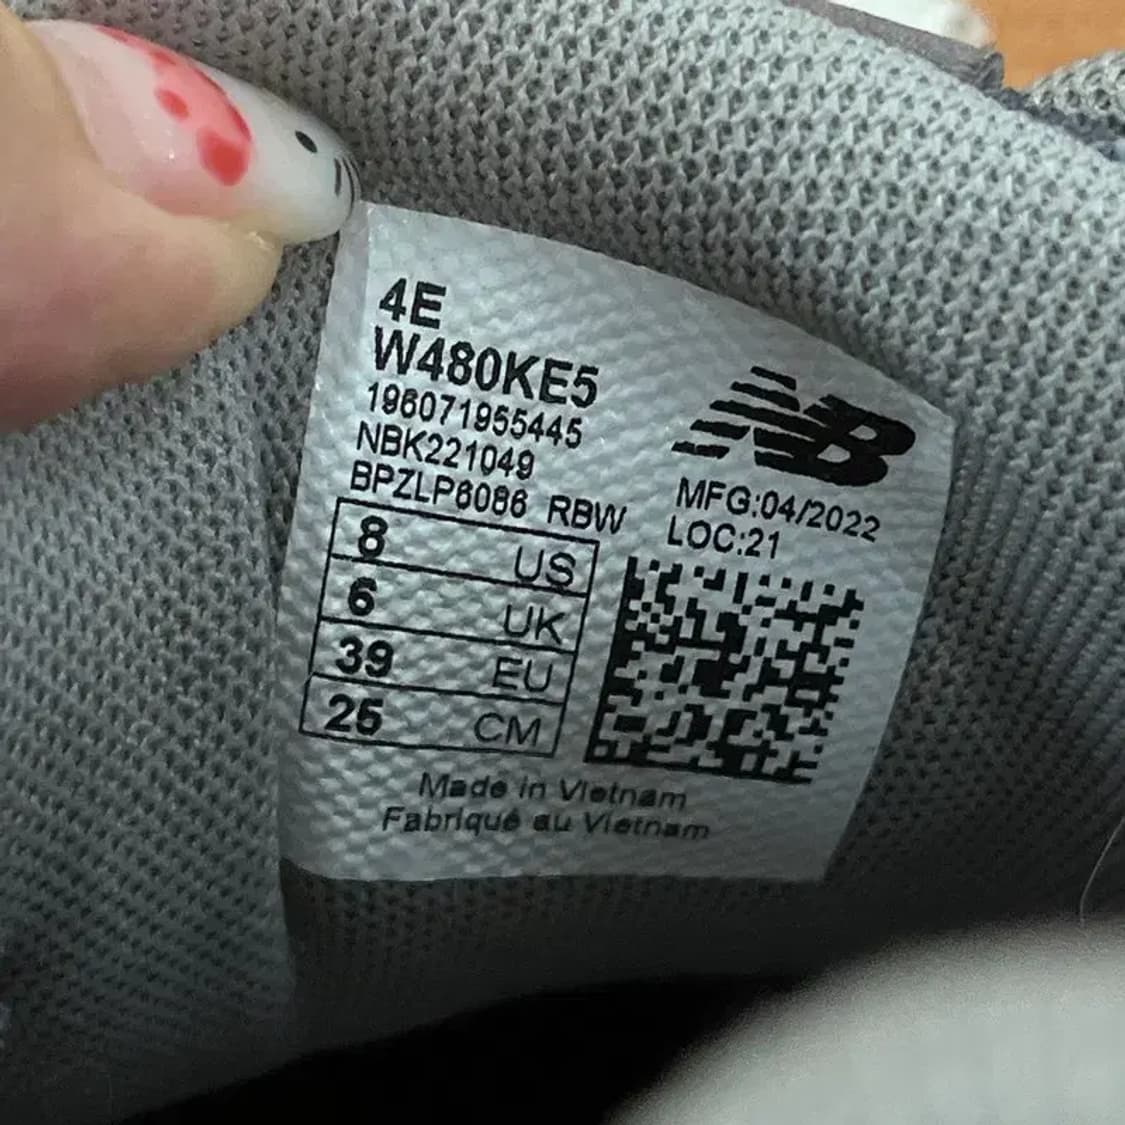 4E
W480KE5
196071955445
NBK221049
BPZLP6086 RBW
8 US
6 UK
39 EU
25 CM
NB
MFG:04/2022
LOC:21
Made in Vietnam
Fabriqué au Vietnam